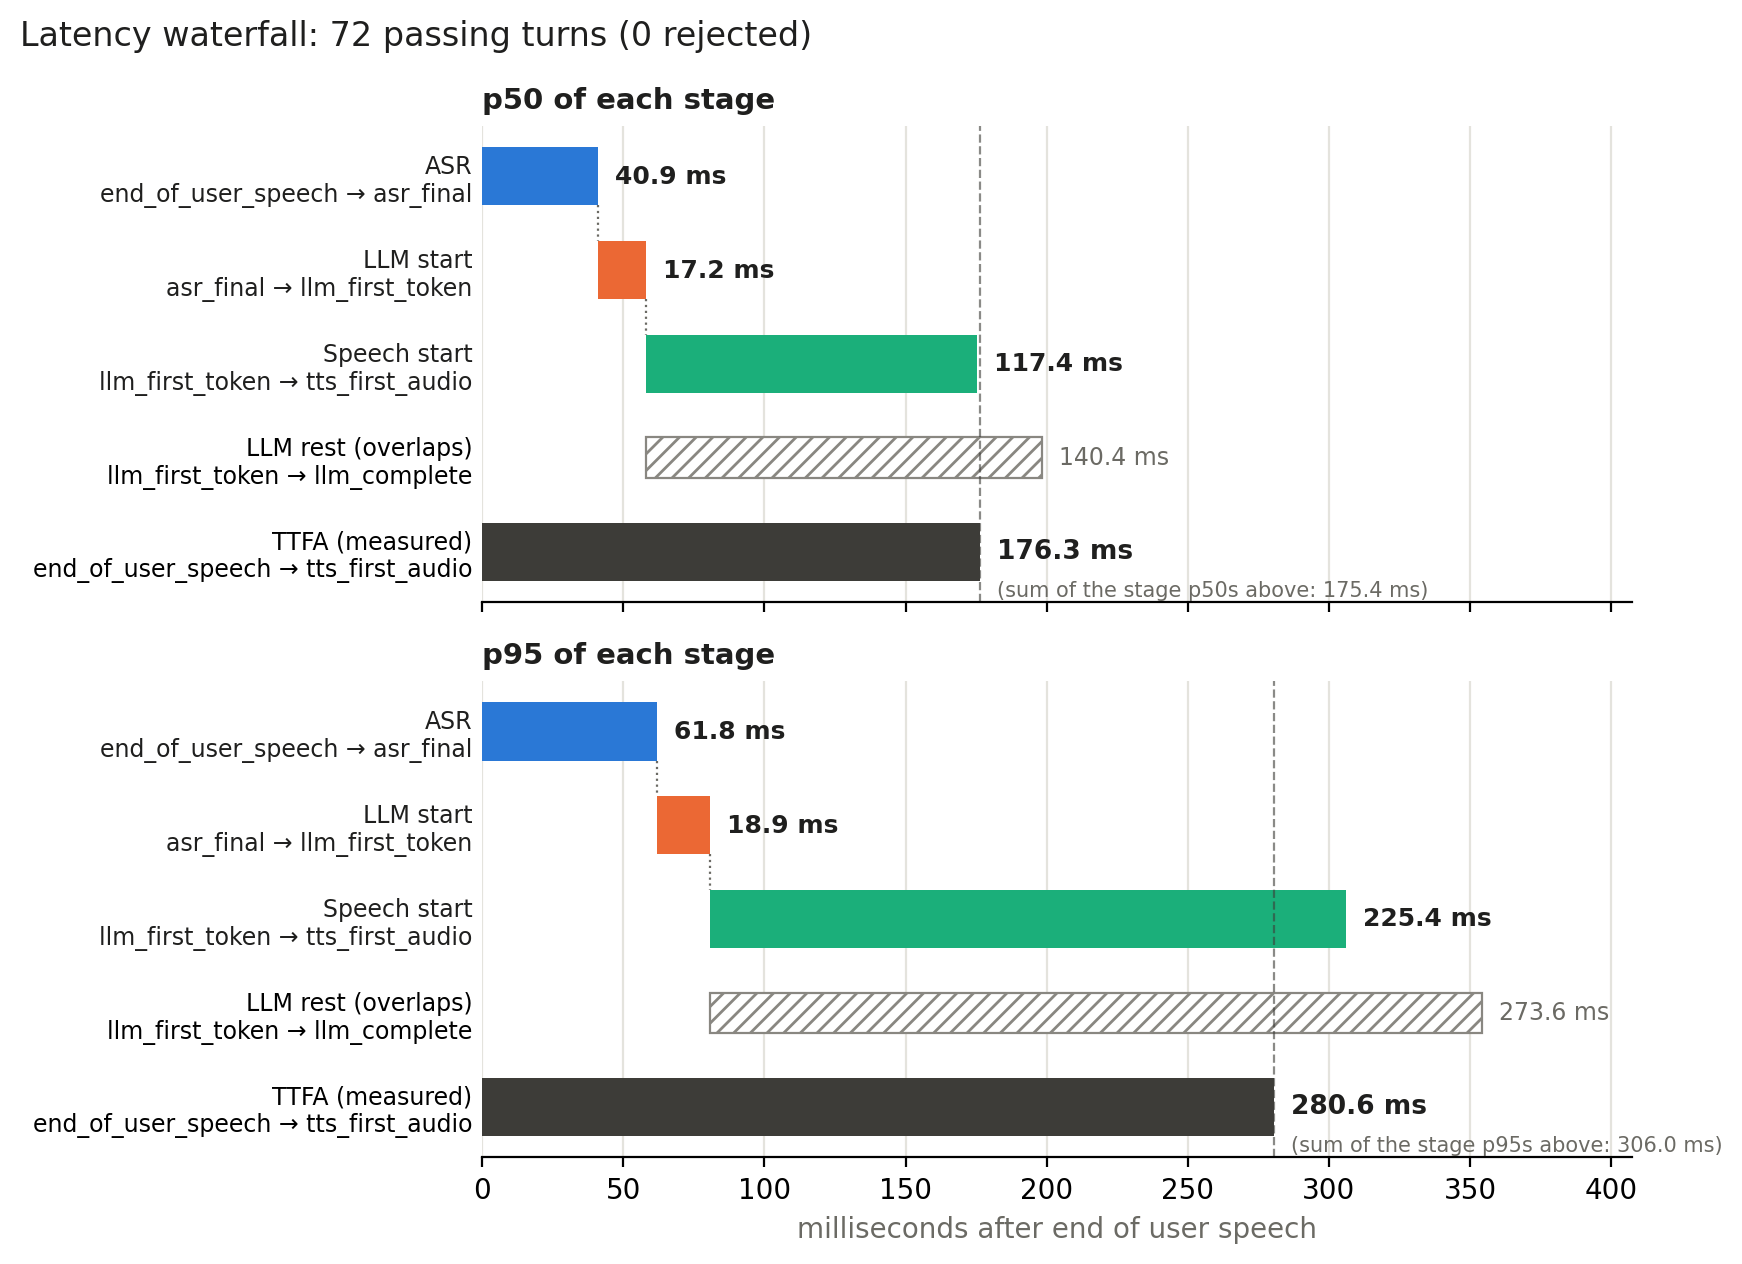 Latency waterfall: 72 passing turns (0 rejected)
p50 of each stage
ASR
end_of_user_speech → asr_final
40.9 ms
LLM start
asr_final → llm_first_token
17.2 ms
Speech start
llm_first_token → tts_first_audio
117.4 ms
LLM rest (overlaps)
llm_first_token → llm_complete
140.4 ms
TTFA (measured)
end_of_user_speech → tts_first_audio
176.3 ms
(sum of the stage p50s above: 175.4 ms)
p95 of each stage
ASR
end_of_user_speech → asr_final
61.8 ms
LLM start
asr_final → llm_first_token
18.9 ms
Speech start
llm_first_token → tts_first_audio
225.4 ms
LLM rest (overlaps)
llm_first_token → llm_complete
273.6 ms
TTFA (measured)
end_of_user_speech → tts_first_audio
280.6 ms
(sum of the stage p95s above: 306.0 ms)
0 50 100 150 200 250 300 350 400
milliseconds after end of user speech